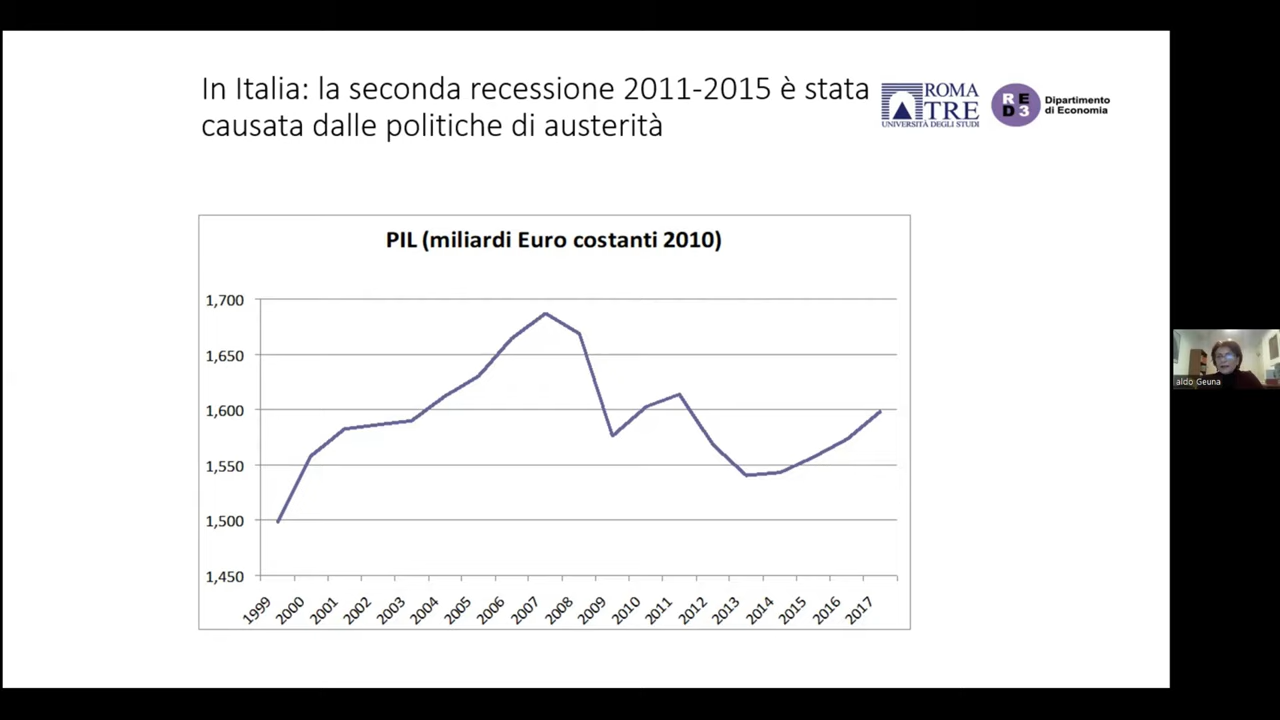 In Italia: la seconda recessione 2011-2015 è stata
causata dalle politiche di austerità
ROMA
TRE
UNIVERSITÀ DEGLI STUDI
R E
D 3
Dipartimento
di Economia
PIL (miliardi Euro costanti 2010)
1,700
1,650
1,600
1,550
1,500
1,450
1999 2000 2001 2002 2003 2004 2005 2006 2007 2008 2009 2010 2011 2012 2013 2014 2015 2016 2017
aldo Geuna